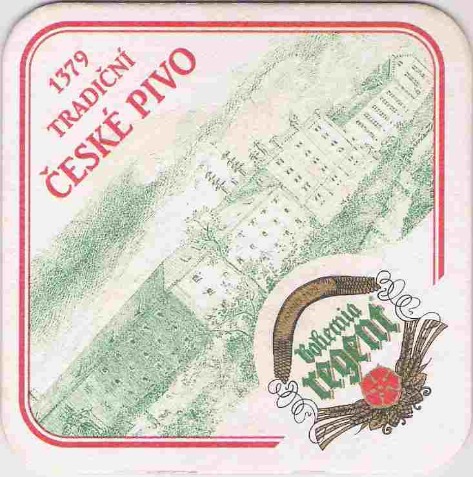 1379
TRADIČNÍ
ČESKÉ PIVO
Bohemia
regent